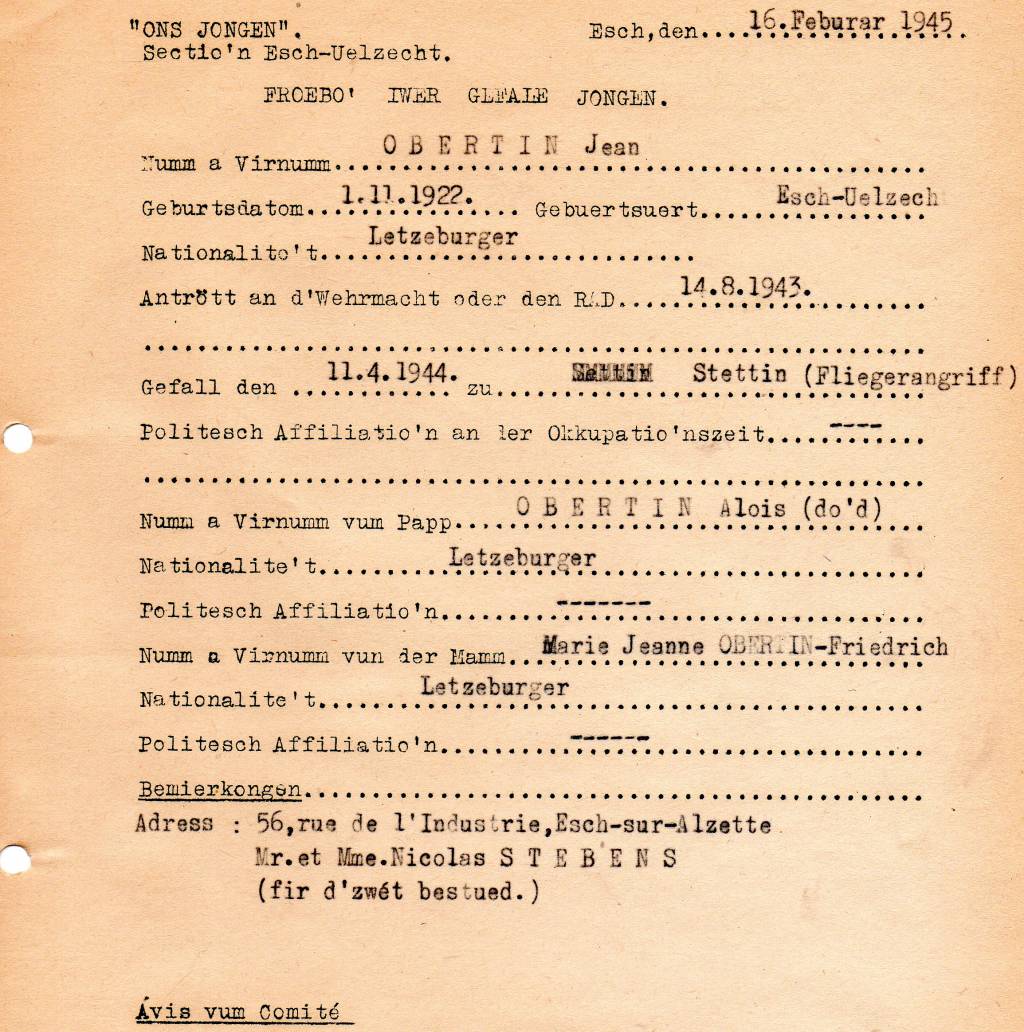 "ONS JONGEN". Esch,den....16.Feburar 1945
Sectio'n Esch-Uelzecht.
FROEBO' IWER GEFALE JONGEN.
Numm a Virnumm....O B E R T I N Jean
Geburtsdatom...1.11.1922. Gebuertsuert....Esch-Uelzech
Nationalite't....Letzeburger
Antrött an d'Wehrmacht oder den RAD....14.8.1943.
Gefall den ...11.4.1944. zu.... Stettin (Fliegerangriff)
Politesch Affiliatio'n an der Okkupatio'nszeit.....----
Numm a Virnumm vum Papp....O B E R T I N Alois (do'd)
Nationalite't....Letzeburger
Politesch Affiliatio'n....-------
Numm a Virnumm vun der Mamm..Marie Jeanne OBERTIN-Friedrich
Nationalite't....Letzeburger
Politesch Affiliatio'n....------
Bemierkongen....
Adress : 56,rue de l'Industrie,Esch-sur-Alzette
Mr.et Mme.Nicolas S T E B E N S
(fir d'zwét bestued.)
Ávis vum Comité